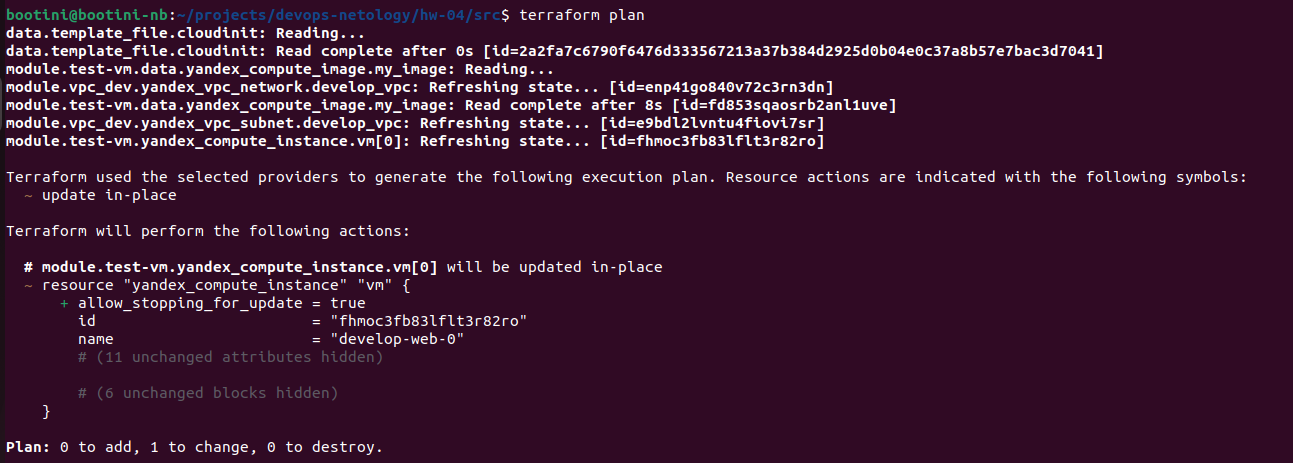 bootini@bootini-nb:~/projects/devops-netology/hw-04/src$ terraform plan
data.template_file.cloudinit: Reading...
data.template_file.cloudinit: Read complete after 0s [id=2a2fa7c6790f6476d333567213a37b384d2925d0b04e0c37a8b57e7bac3d7041]
module.test-vm.data.yandex_compute_image.my_image: Reading...
module.vpc_dev.yandex_vpc_network.develop_vpc: Refreshing state... [id=enp41go840v72c3rn3dn]
module.test-vm.data.yandex_compute_image.my_image: Read complete after 8s [id=fd853sqaosrb2anl1uve]
module.vpc_dev.yandex_vpc_subnet.develop_vpc: Refreshing state... [id=e9bdl2lvntu4fiovi7sr]
module.test-vm.yandex_compute_instance.vm[0]: Refreshing state... [id=fhmoc3fb83lflt3r82ro]
Terraform used the selected providers to generate the following execution plan. Resource actions are indicated with the following symbols:
  ~ update in-place
Terraform will perform the following actions:
  # module.test-vm.yandex_compute_instance.vm[0] will be updated in-place
  ~ resource "yandex_compute_instance" "vm" {
      + allow_stopping_for_update = true
        id                        = "fhmoc3fb83lflt3r82ro"
        name                      = "develop-web-0"
        # (11 unchanged attributes hidden)
        # (6 unchanged blocks hidden)
    }
Plan: 0 to add, 1 to change, 0 to destroy.